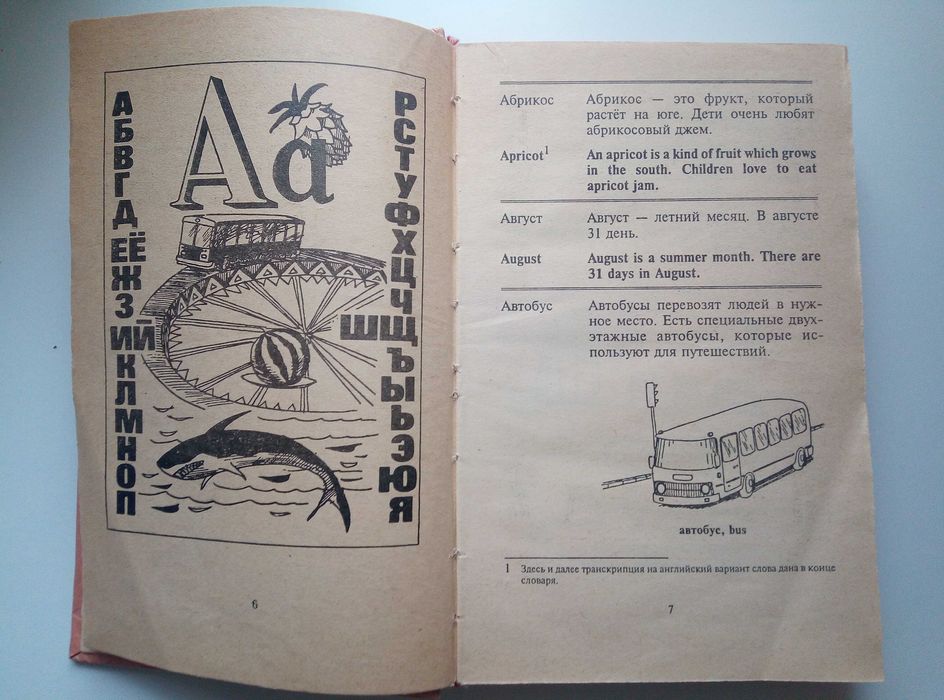 Аа
А
Б
В
Г
Д
ЕЁ
Ж
З
ИЙ
К
Л
М
Н
О
П
Р
С
Т
У
Ф
Х
Ц
Ч
ШЩ
Ъ
Ы
Ь
Э
Ю
Я
6
Абрикос Абрикос — это фрукт, который
растёт на юге. Дети очень любят
абрикосовый джем.
Apricot1 An apricot is a kind of fruit which grows
in the south. Children love to eat
apricot jam.
Август Август — летний месяц. В августе
31 день.
August August is a summer month. There are
31 days in August.
Автобус Автобусы перевозят людей в нуж-
ное место. Есть специальные двух-
этажные автобусы, которые ис-
пользуют для путешествий.
автобус, bus
1 Здесь и далее транскрипция на английский вариант слова дана в конце
словаря.
7